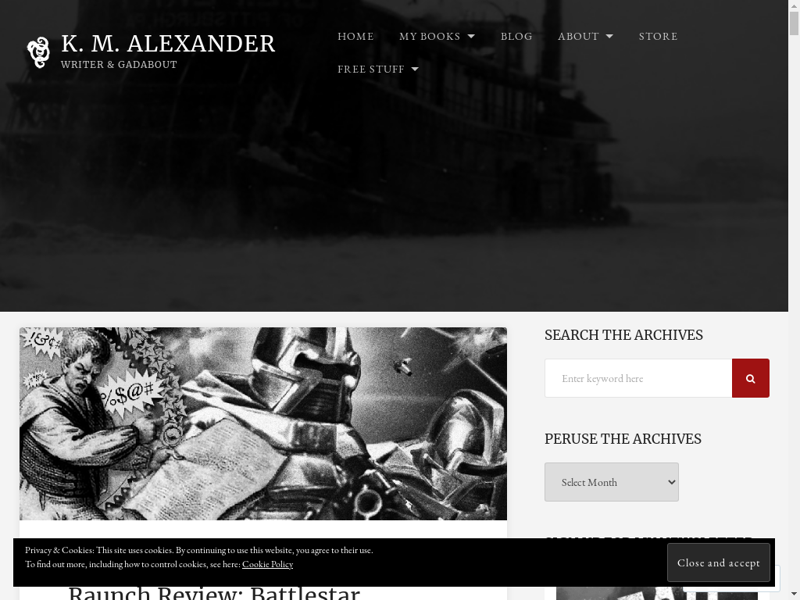 K. M. ALEXANDER
WRITER & GADABOUT
HOME
MY BOOKS
BLOG
ABOUT
STORE
FREE STUFF
!&¢
%$@#
SEARCH THE ARCHIVES
Enter keyword here
PERUSE THE ARCHIVES
Select Month
Privacy & Cookies: This site uses cookies. By continuing to use this website, you agree to their use.
To find out more, including how to control cookies, see here: Cookie Policy
Close and accept
Raunch Review: Battlestar